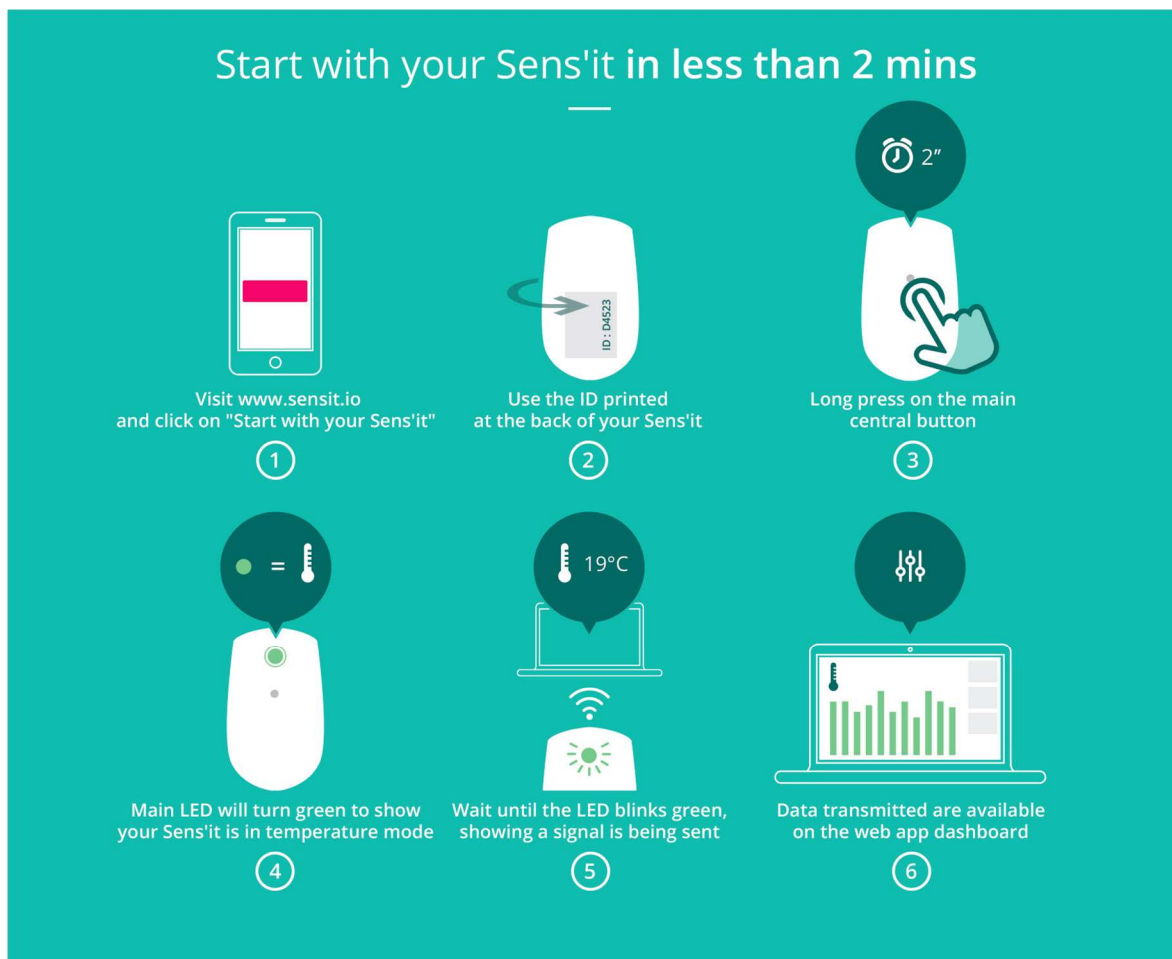 Start with your Sens'it in less than 2 mins
2"
ID : D4523
Visit www.sensit.io
and click on "Start with your Sens'it"
1
Use the ID printed
at the back of your Sens'it
2
Long press on the main
central button
3
=
19°C
Main LED will turn green to show
your Sens'it is in temperature mode
4
Wait until the LED blinks green,
showing a signal is being sent
5
Data transmitted are available
on the web app dashboard
6